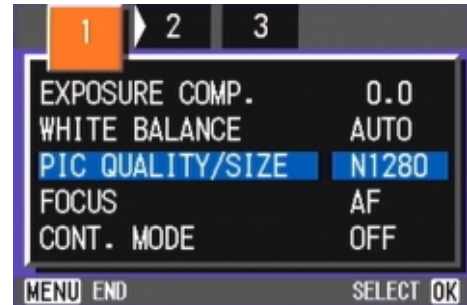 1 2 3
EXPOSURE COMP. 0.0
WHITE BALANCE AUTO
PIC QUALITY/SIZE N1280
FOCUS AF
CONT. MODE OFF
MENU END SELECT OK